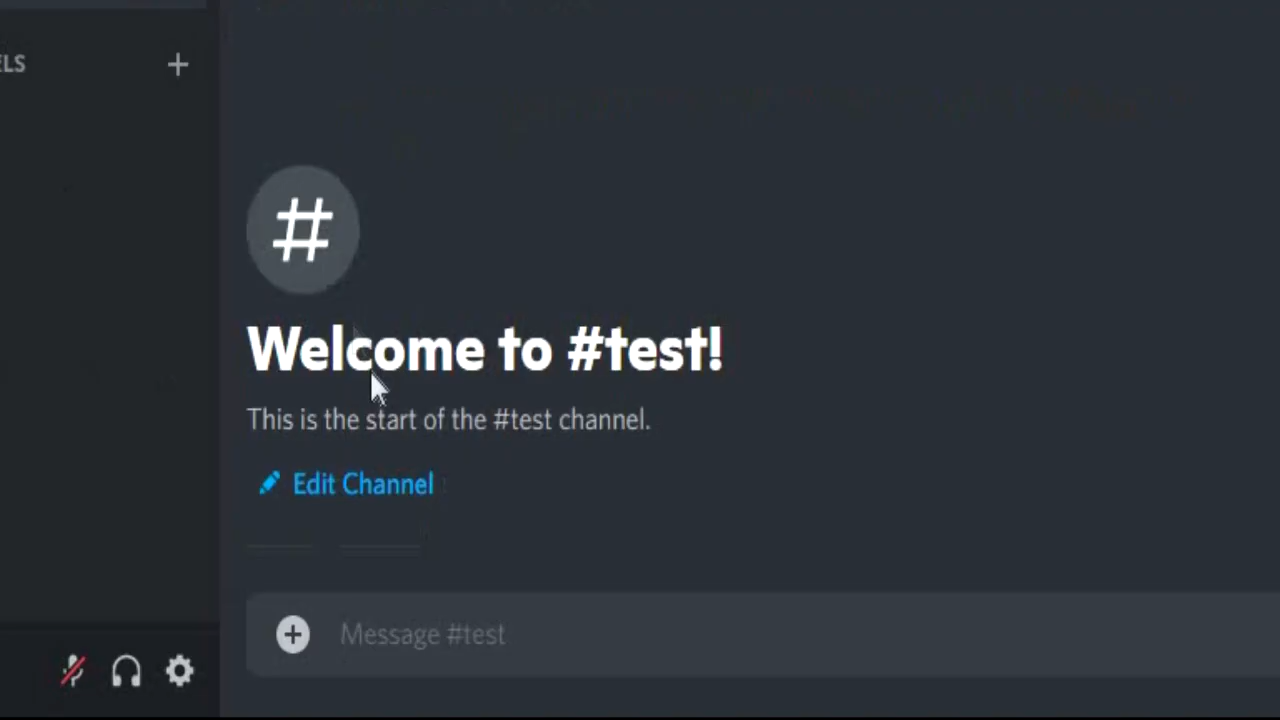 ELS
Welcome to #test!
This is the start of the #test channel.
Edit Channel
Message #test